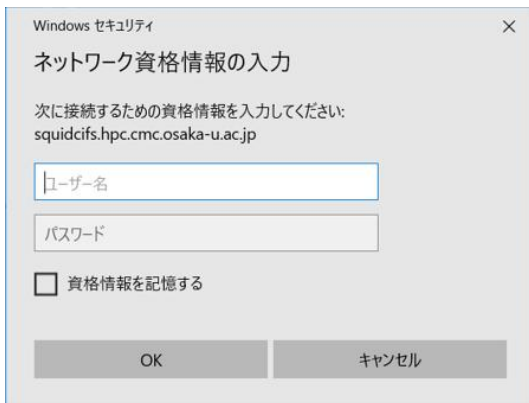 Windows セキュリティ
ネットワーク資格情報の入力
次に接続するための資格情報を入力してください:
squidcifs.hpc.cmc.osaka-u.ac.jp
ユーザー名
パスワード
資格情報を記憶する
OK
キャンセル